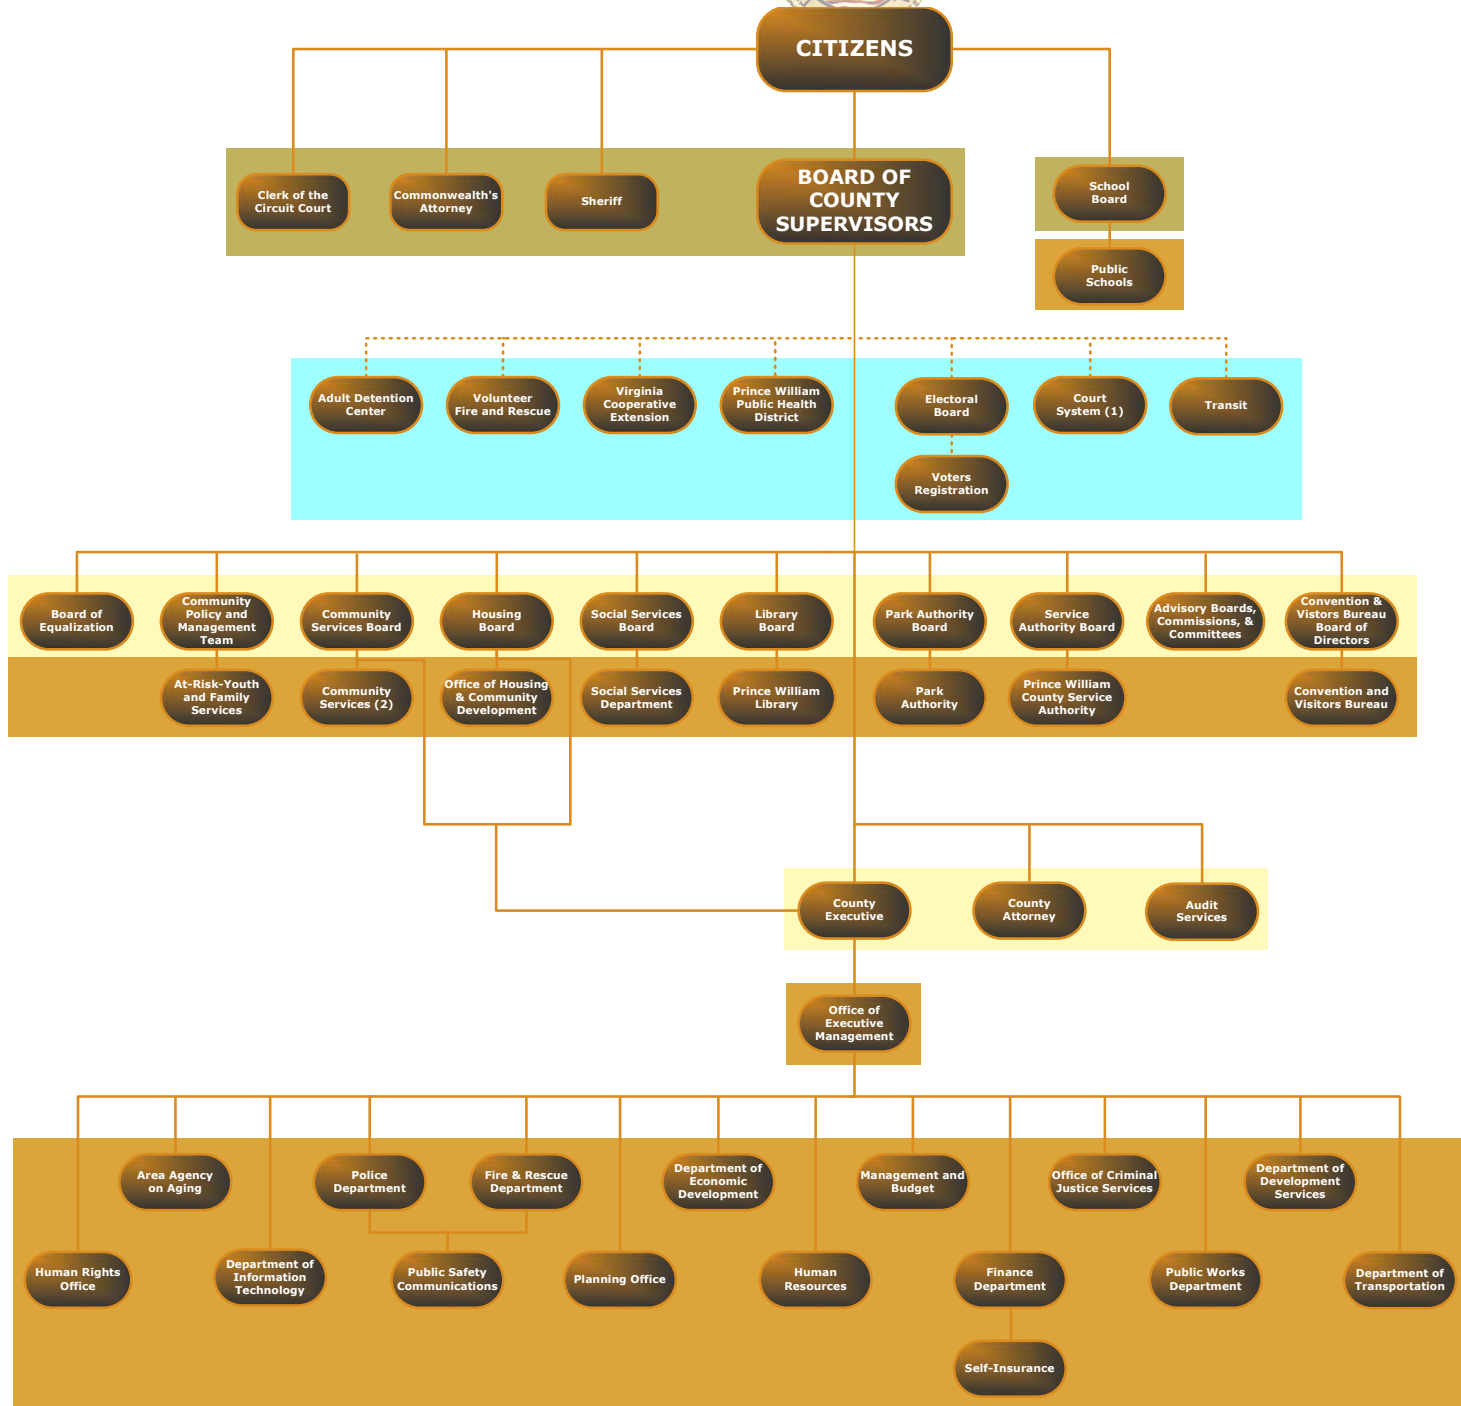 CITIZENS
Clerk of the
Circuit Court
Commonwealth's
Attorney
Sheriff
BOARD OF
COUNTY
SUPERVISORS
School
Board
Public
Schools
Adult Detention
Center
Volunteer
Fire and Rescue
Virginia
Cooperative
Extension
Prince William
Public Health
District
Electoral
Board
Court
System (1)
Transit
Voters
Registration
Board of
Equalization
Community
Policy and
Management
Team
Community
Services Board
Housing
Board
Social Services
Board
Library
Board
Park Authority
Board
Service
Authority Board
Advisory Boards,
Commissions, &
Committees
Convention &
Vistors Bureau
Board of
Directors
At-Risk-Youth
and Family
Services
Community
Services (2)
Office of Housing
& Community
Development
Social Services
Department
Prince William
Library
Park
Authority
Prince William
County Service
Authority
Convention and
Visitors Bureau
County
Executive
County
Attorney
Audit
Services
Office of
Executive
Management
Area Agency
on Aging
Police
Department
Fire & Rescue
Department
Department of
Economic
Development
Management and
Budget
Office of Criminal
Justice Services
Department of
Development
Services
Human Rights
Office
Department of
Information
Technology
Public Safety
Communications
Planning Office
Human
Resources
Finance
Department
Public Works
Department
Department of
Transportation
Self-Insurance